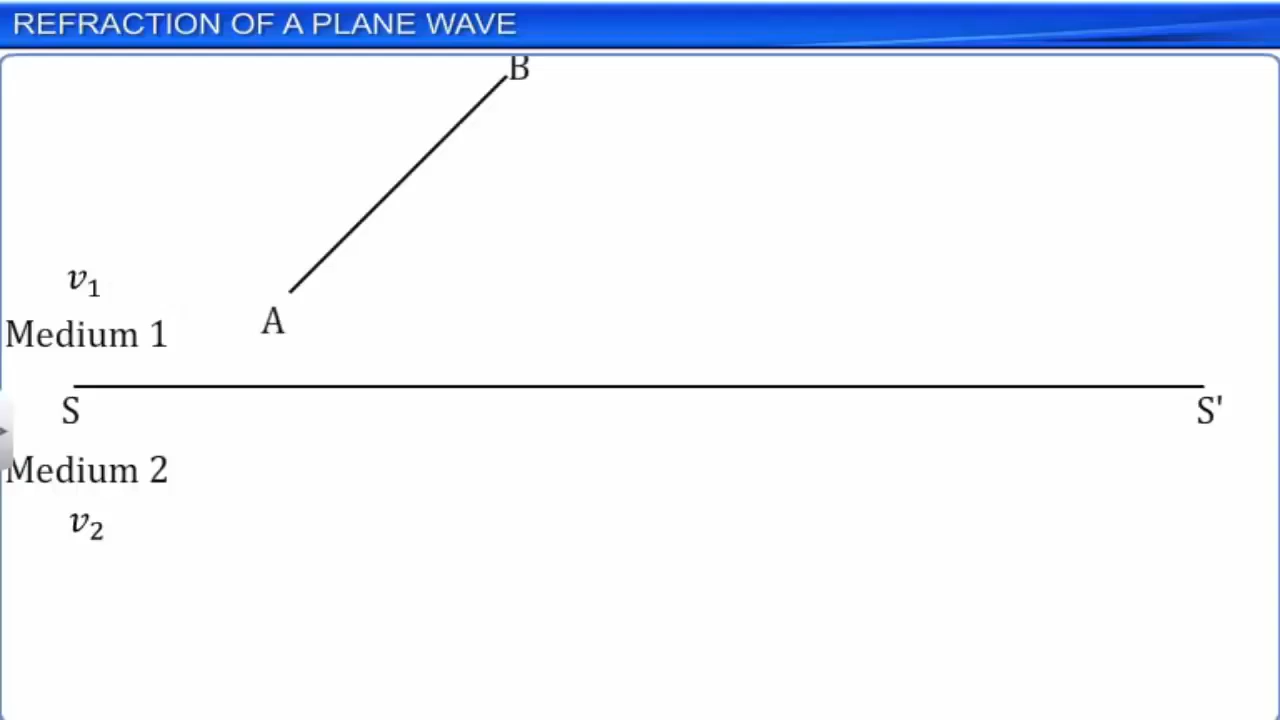 REFRACTION OF A PLANE WAVE
B
v₁
A
Medium 1
S
S'
Medium 2
v₂